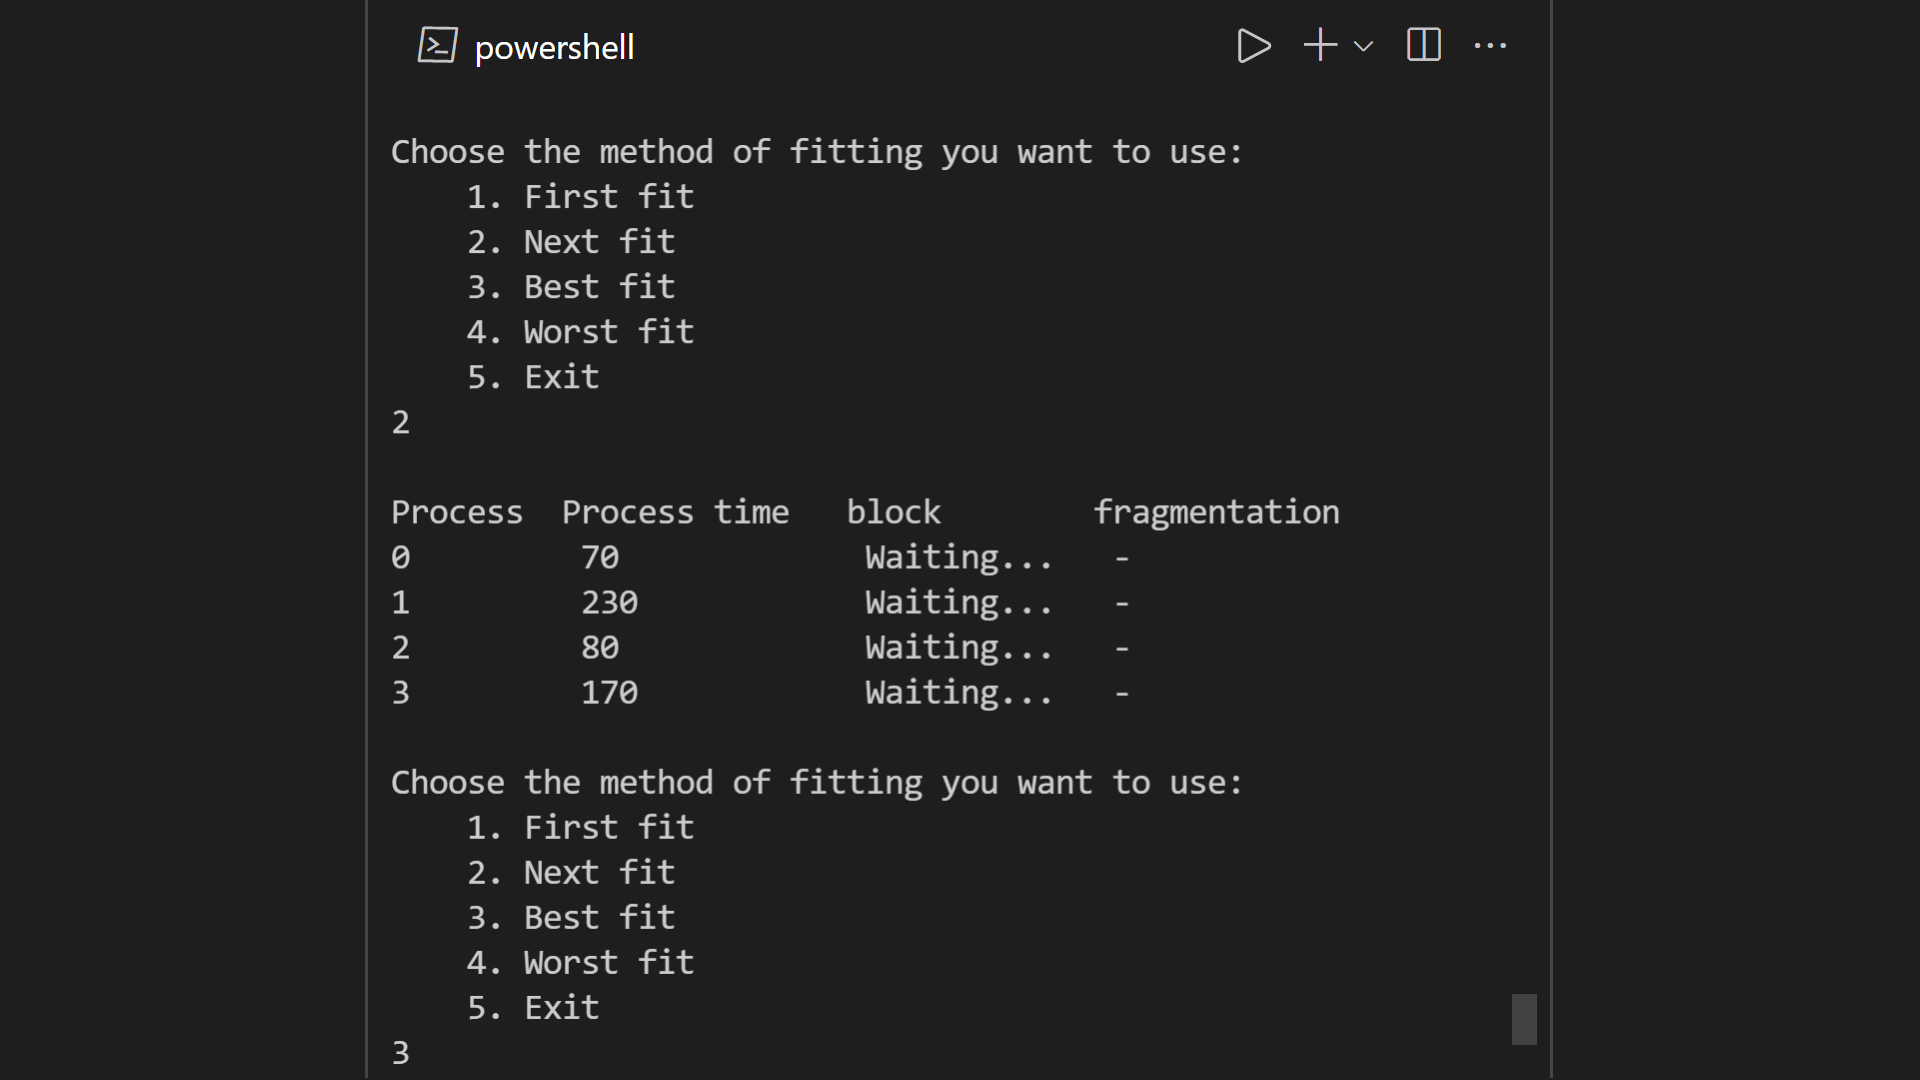 powershell
Choose the method of fitting you want to use:
1. First fit
2. Next fit
3. Best fit
4. Worst fit
5. Exit
2
Process Process time block fragmentation
0 70 Waiting... -
1 230 Waiting... -
2 80 Waiting... -
3 170 Waiting... -
Choose the method of fitting you want to use:
1. First fit
2. Next fit
3. Best fit
4. Worst fit
5. Exit
3